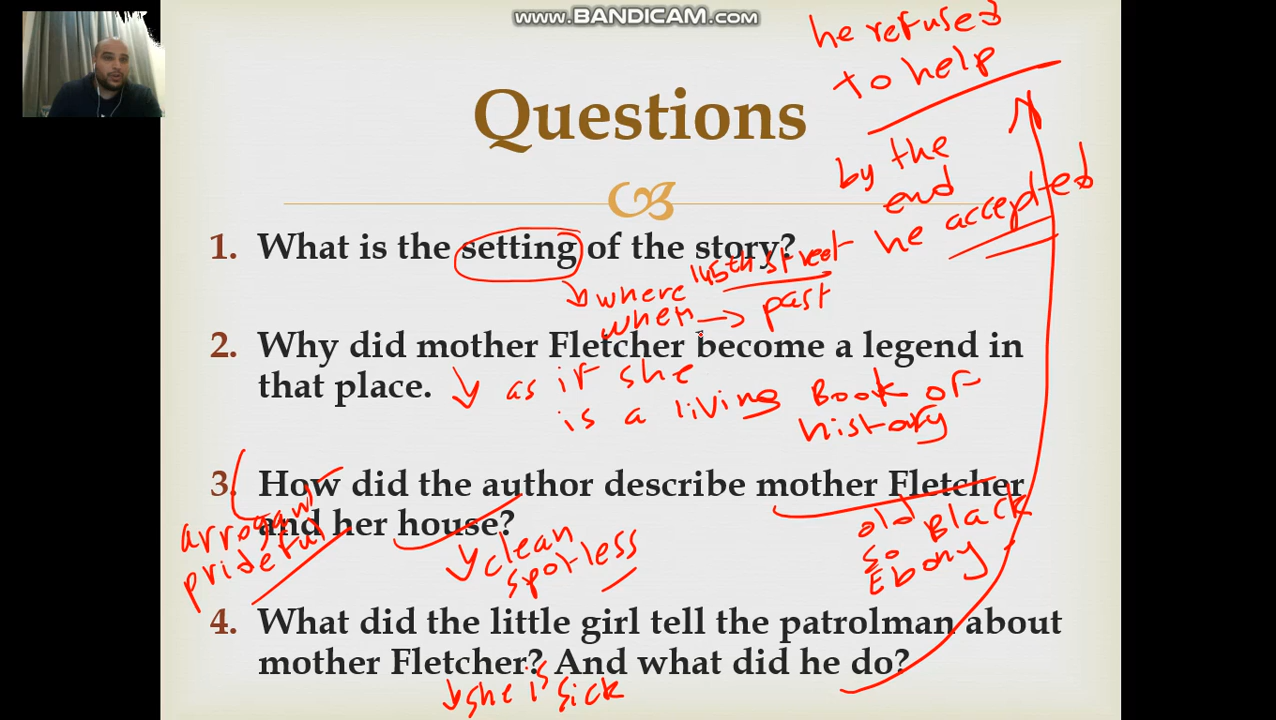 www.BANDICAM.com
he refused
to help
Questions
by the
end
he accepted
1. What is the setting of the story?
where 145th street
when → past
2. Why did mother Fletcher become a legend in
that place.
as if she
is a living Book of
history
3. How did the author describe mother Fletcher
and her house?
arrogant
prideful
clean
spotless
old
so Black
Ebony
4. What did the little girl tell the patrolman about
mother Fletcher? And what did he do?
she is sick